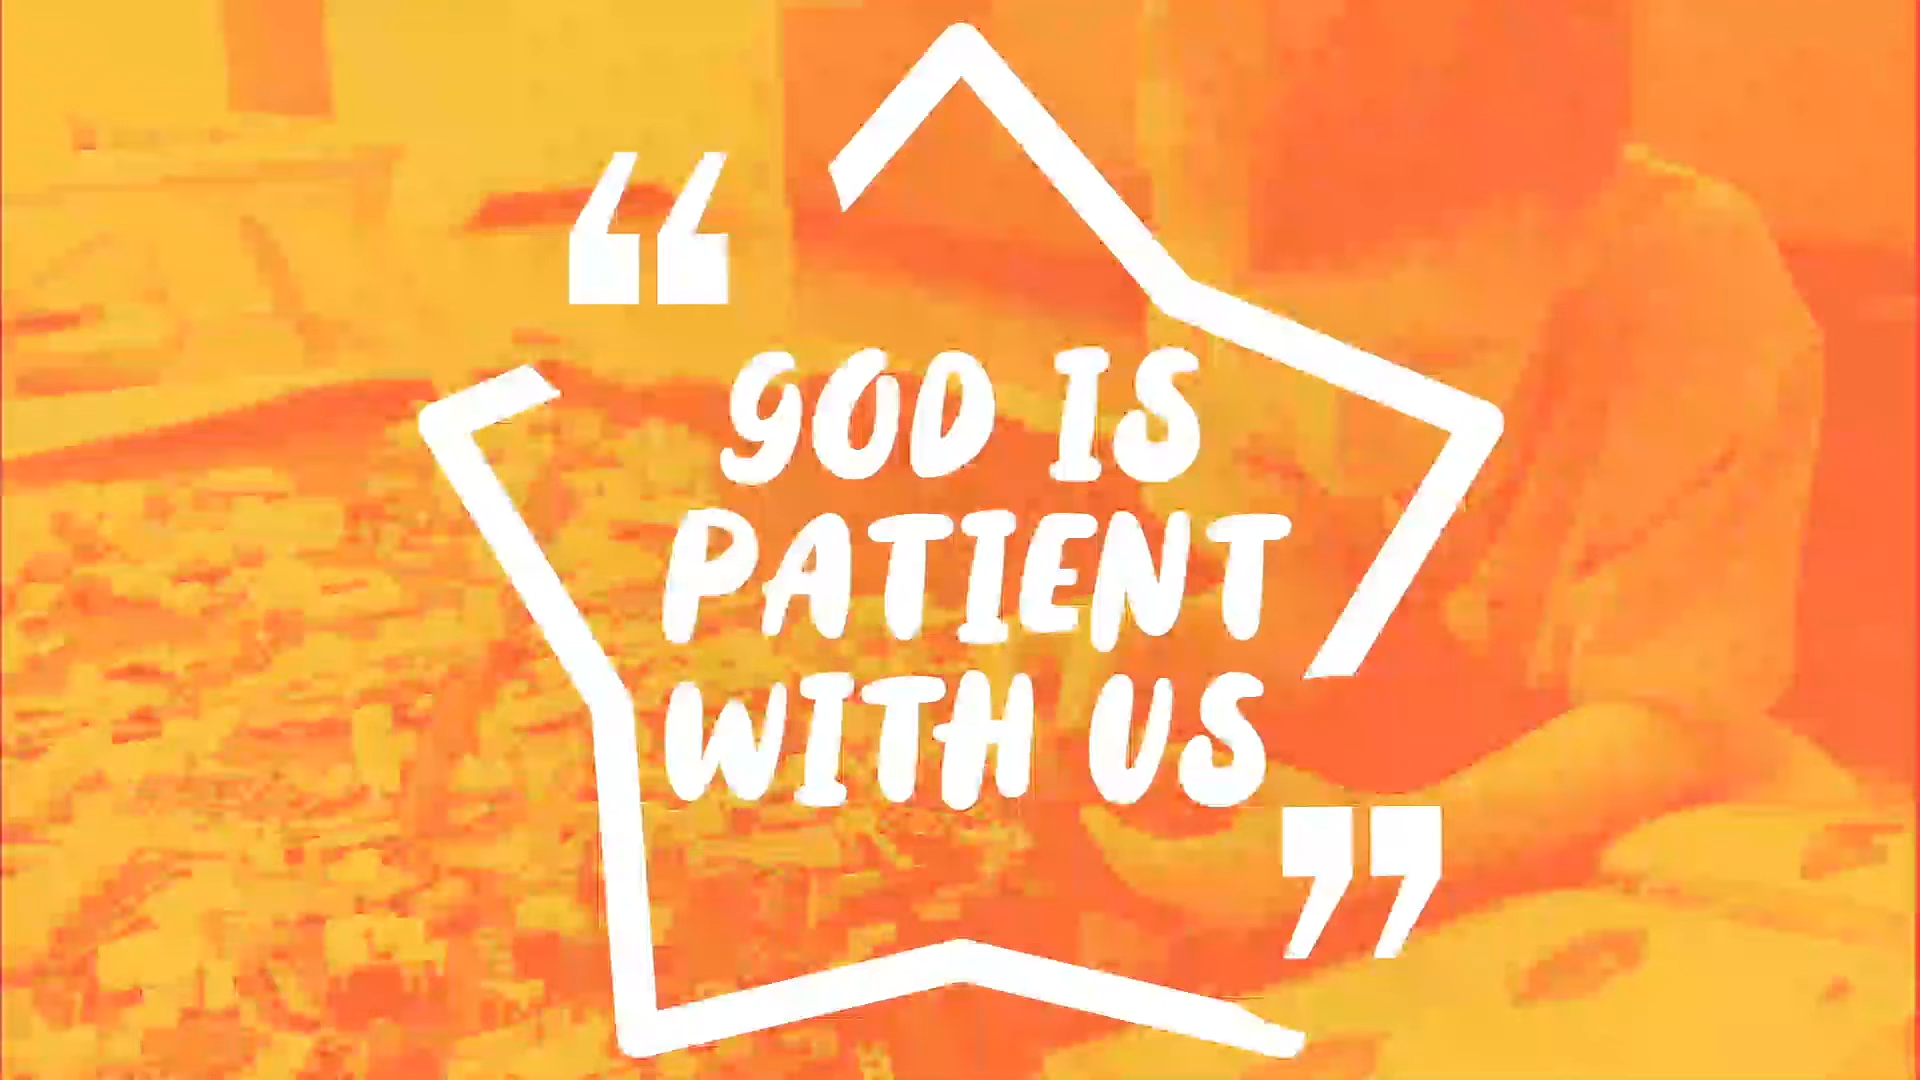 “
GOD IS
PATIENT
WITH US
”